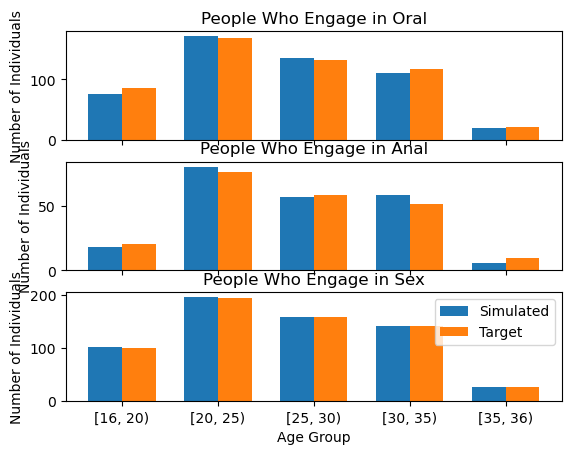 People Who Engage in Oral
Number of Individuals
100
0
People Who Engage in Anal
Number of Individuals
50
0
People Who Engage in Sex
Number of Individuals
200
100
0
Simulated
Target
[16, 20)
[20, 25)
[25, 30)
[30, 35)
[35, 36)
Age Group